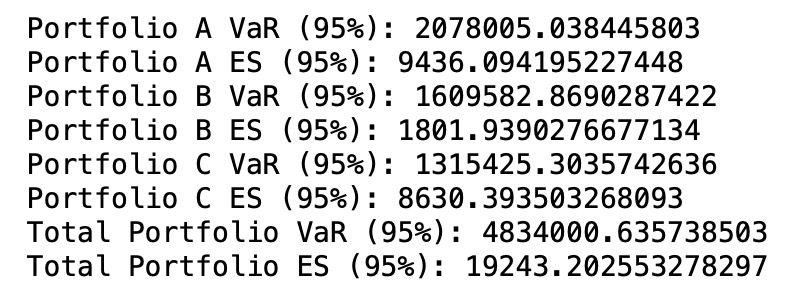 Portfolio A VaR (95%): 2078005.038445803
Portfolio A ES (95%): 9436.094195227448
Portfolio B VaR (95%): 1609582.8690287422
Portfolio B ES (95%): 1801.9390276677134
Portfolio C VaR (95%): 1315425.3035742636
Portfolio C ES (95%): 8630.393503268093
Total Portfolio VaR (95%): 4834000.635738503
Total Portfolio ES (95%): 19243.202553278297